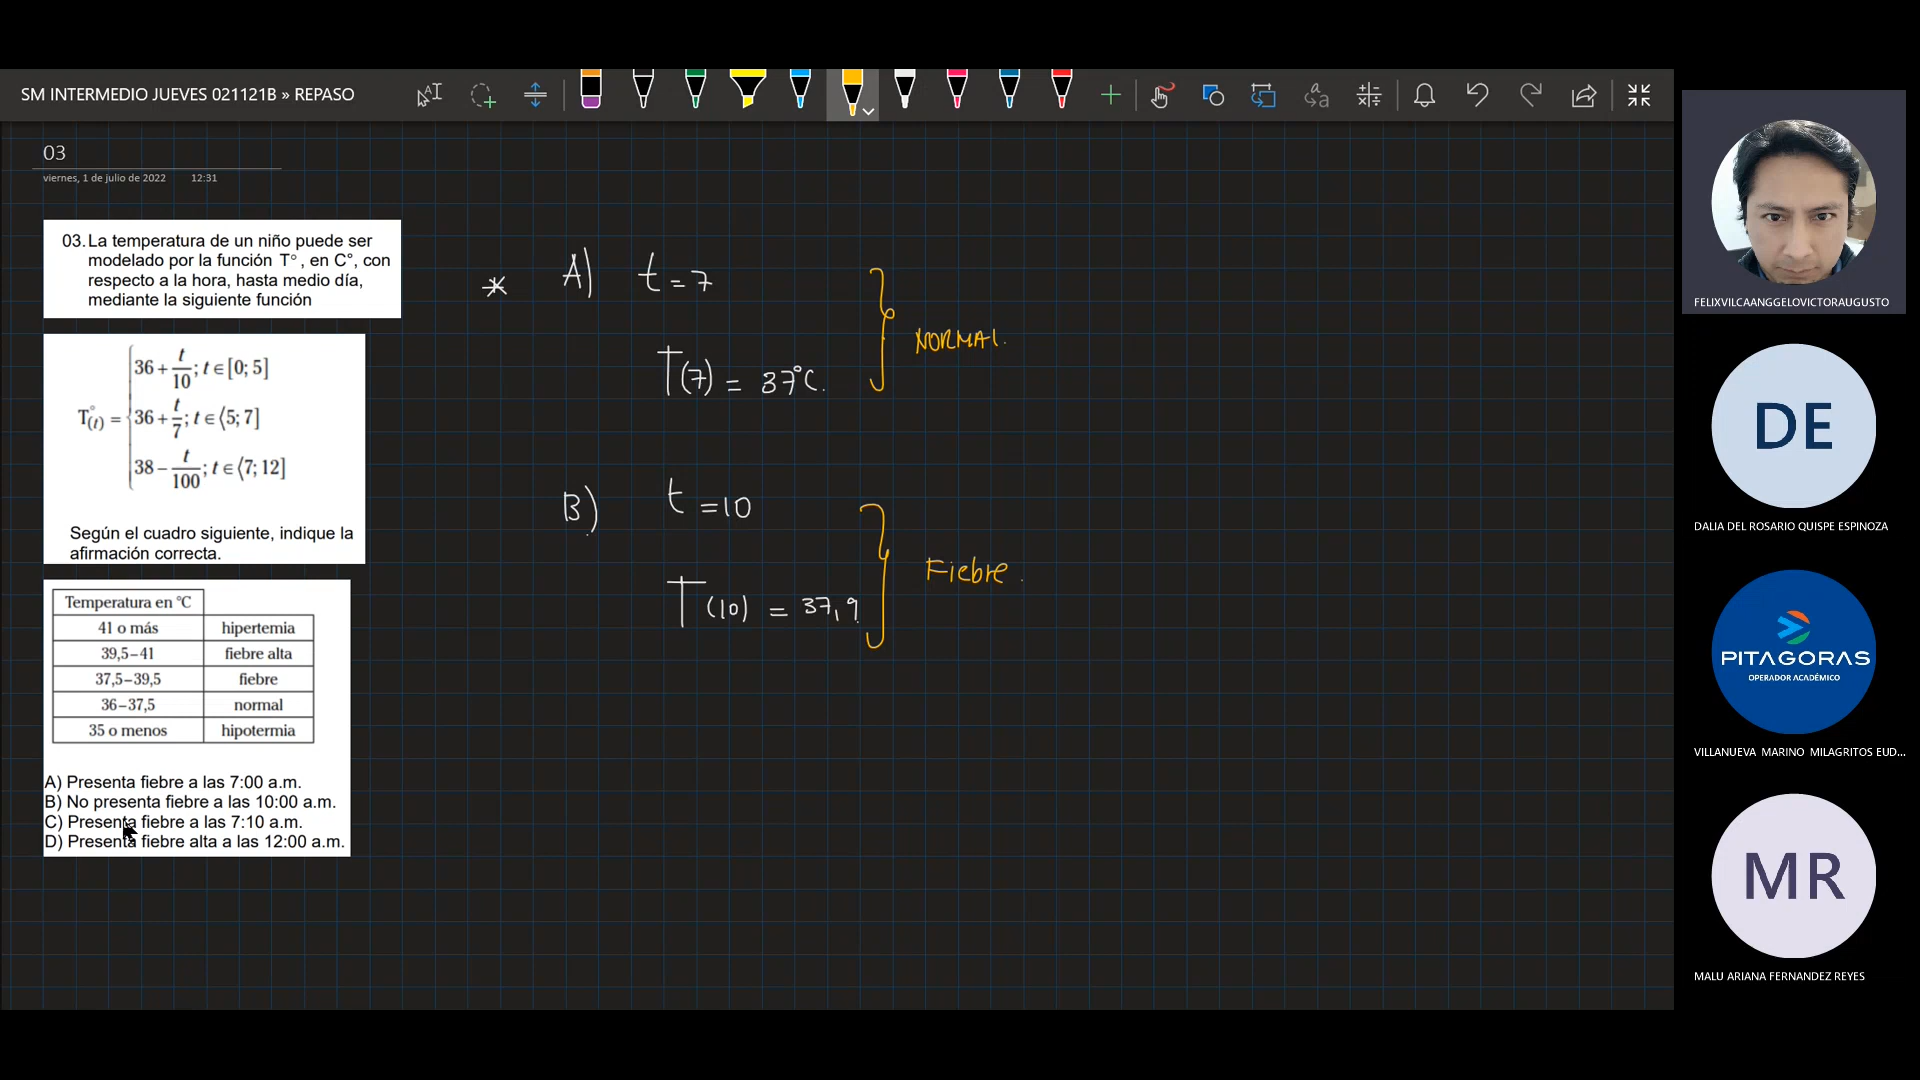 SM INTERMEDIO JUEVES 021121B » REPASO
03
viernes, 1 de julio de 2022 12:31
03. La temperatura de un niño puede ser
modelado por la función T°, en C°, con
respecto a la hora, hasta medio día,
mediante la siguiente función
36 + t/10 ; t ∈ [0; 5]
T°(t) = 36 + t/7 ; t ∈ ⟨5; 7]
38 − t/100 ; t ∈ ⟨7; 12]
Según el cuadro siguiente, indique la
afirmación correcta.
Temperatura en °C
41 o más hipertemia
39,5–41 fiebre alta
37,5–39,5 fiebre
36–37,5 normal
35 o menos hipotermia
A) Presenta fiebre a las 7:00 a.m.
B) No presenta fiebre a las 10:00 a.m.
C) Presenta fiebre a las 7:10 a.m.
D) Presenta fiebre alta a las 12:00 a.m.
* A) t = 7
T(7) = 37°C.
NORMAL.
B) t = 10
T(10) = 37,9
Fiebre.
FELIXVILCAANGGELOVICTORAUGUSTO
DE
DALIA DEL ROSARIO QUISPE ESPINOZA
PITAGORAS
OPERADOR ACADÉMICO
VILLANUEVA MARINO MILAGRITOS EUD...
MR
MALU ARIANA FERNANDEZ REYES